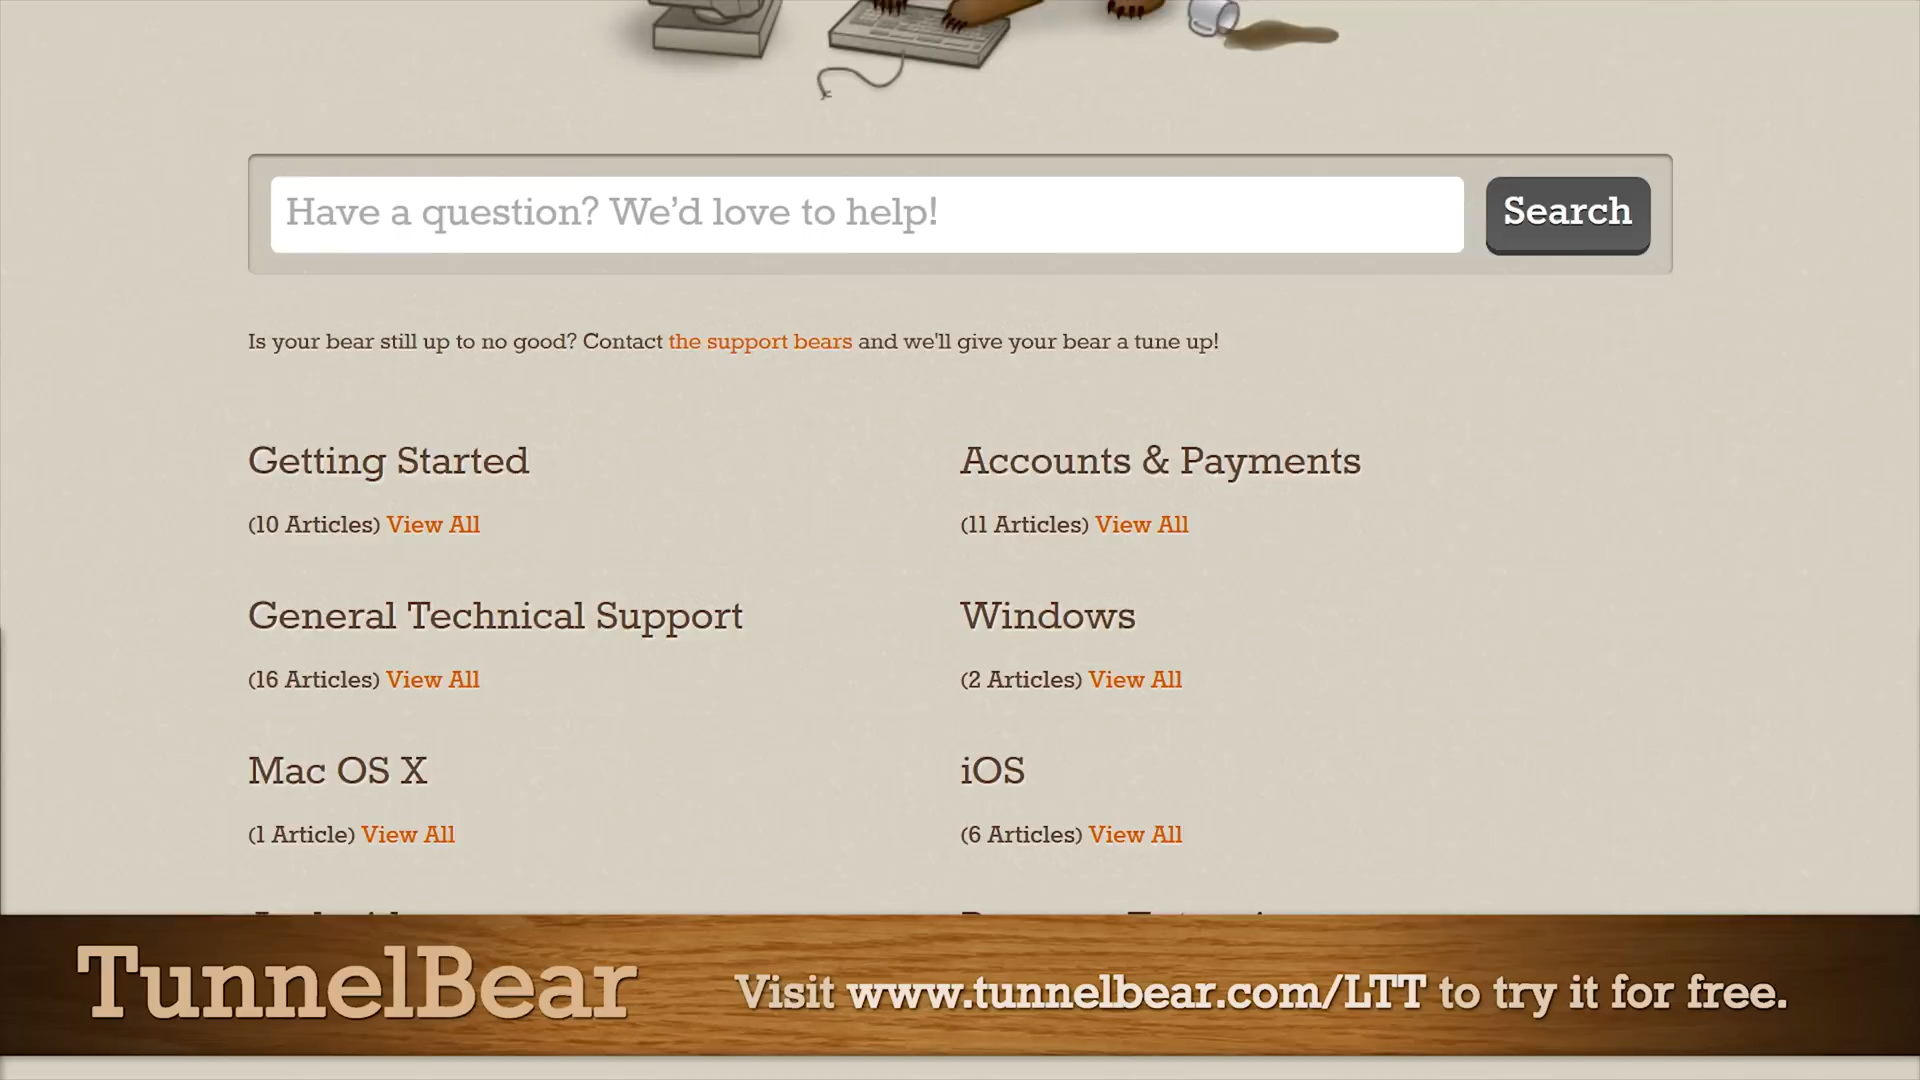 Have a question? We'd love to help!
Search
Is your bear still up to no good? Contact the support bears and we'll give your bear a tune up!
Getting Started
(10 Articles) View All
Accounts & Payments
(11 Articles) View All
General Technical Support
(16 Articles) View All
Windows
(2 Articles) View All
Mac OS X
(1 Article) View All
iOS
(6 Articles) View All
TunnelBear
Visit www.tunnelbear.com/LTT to try it for free.